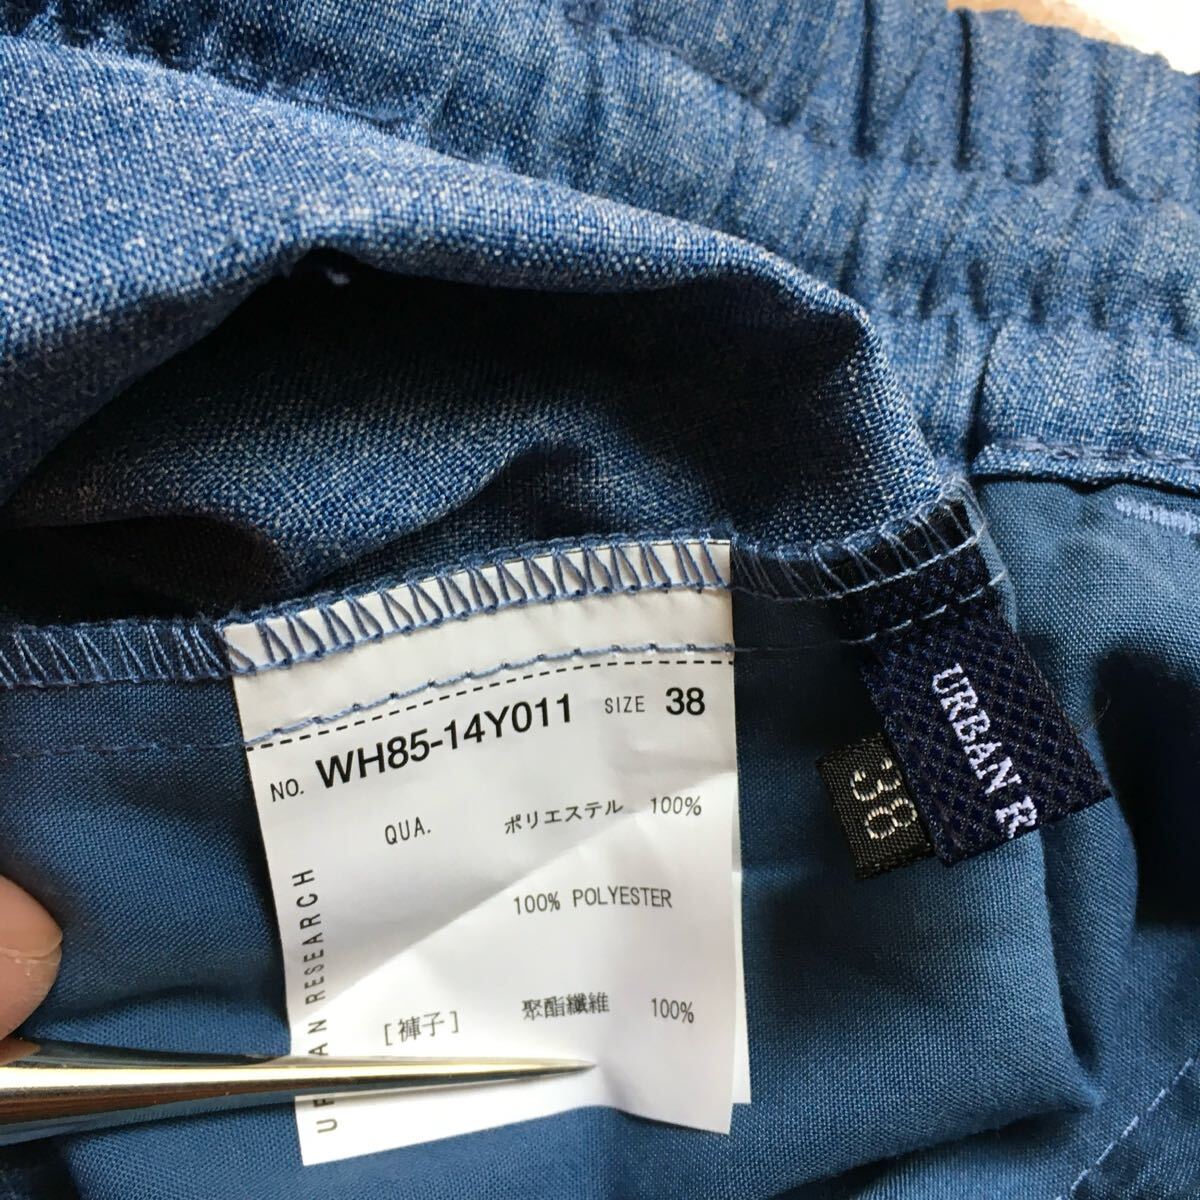 NO. WH85-14Y011 SIZE 38
QUA. ポリエステル 100%
100% POLYESTER
[褲子] 聚酯纖維 100%
URBAN RESEARCH
38
URBAN R